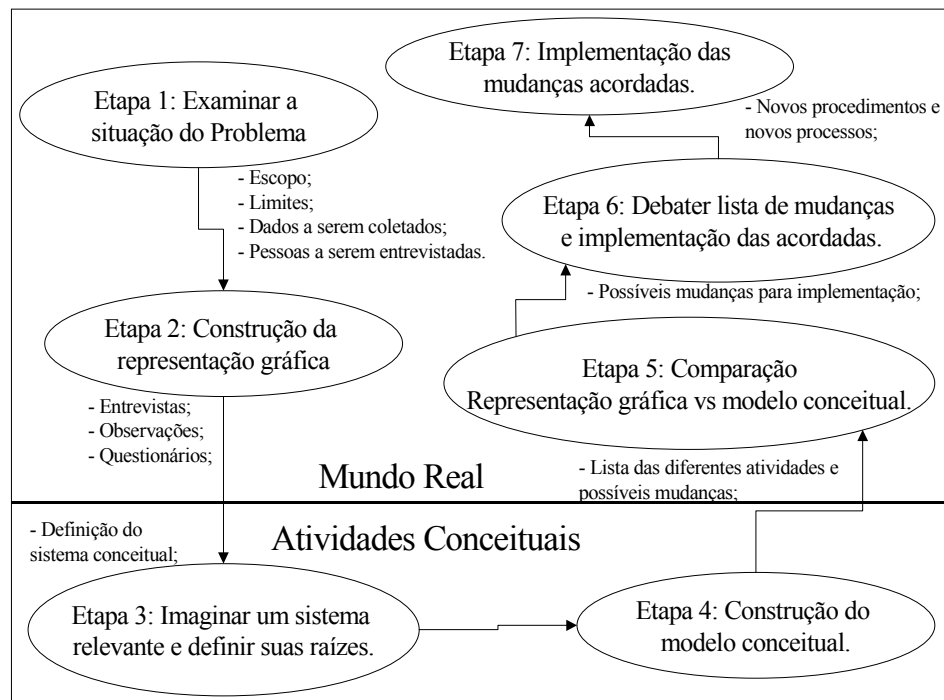 Etapa 1: Examinar a
situação do Problema
- Escopo;
- Limites;
- Dados a serem coletados;
- Pessoas a serem entrevistadas.
Etapa 2: Construção da
representação gráfica
- Entrevistas;
- Observações;
- Questionários;
Mundo Real
Atividades Conceituais
- Definição do
sistema conceitual;
Etapa 3: Imaginar um sistema
relevante e definir suas raízes.
Etapa 4: Construção do
modelo conceitual.
- Lista das diferentes atividades e
possíveis mudanças;
Etapa 5: Comparação
Representação gráfica vs modelo conceitual.
- Possíveis mudanças para implementação;
Etapa 6: Debater lista de mudanças
e implementação das acordadas.
- Novos procedimentos e
novos processos;
Etapa 7: Implementação das
mudanças acordadas.